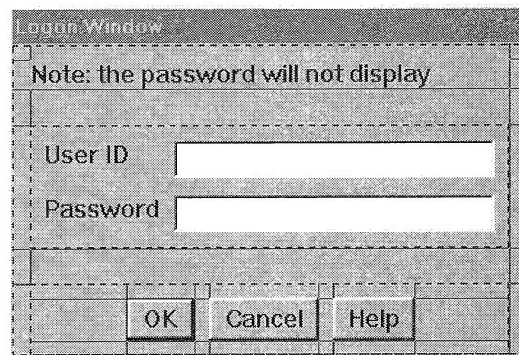 Logon Window
Note: the password will not display
User ID
Password
OK Cancel Help